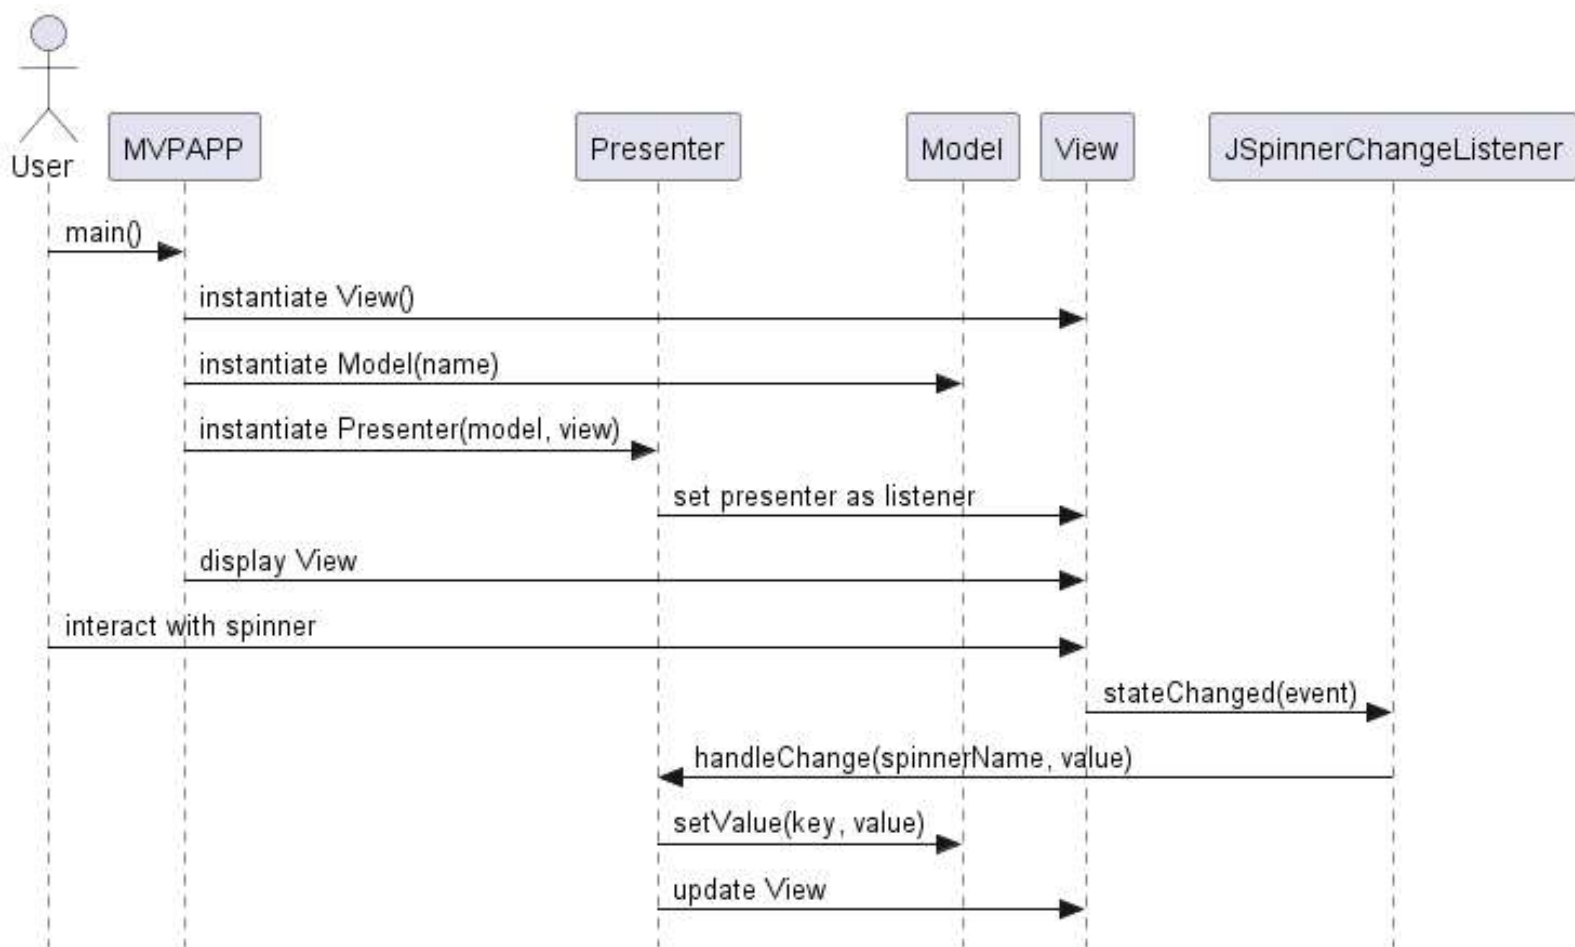 User
MVPAPP
Presenter
Model
View
JSpinnerChangeListener
main()
instantiate View()
instantiate Model(name)
instantiate Presenter(model, view)
set presenter as listener
display View
interact with spinner
stateChanged(event)
handleChange(spinnerName, value)
setValue(key, value)
update View